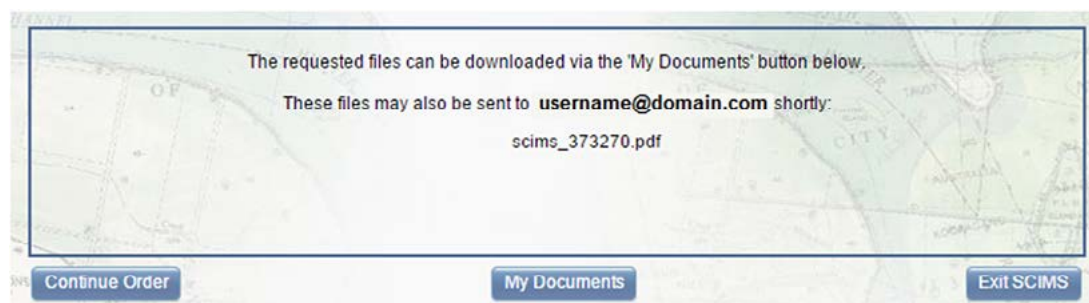 The requested files can be downloaded via the 'My Documents' button below.
These files may also be sent to username@domain.com shortly:
scims_373270.pdf
Continue Order
My Documents
Exit SCIMS